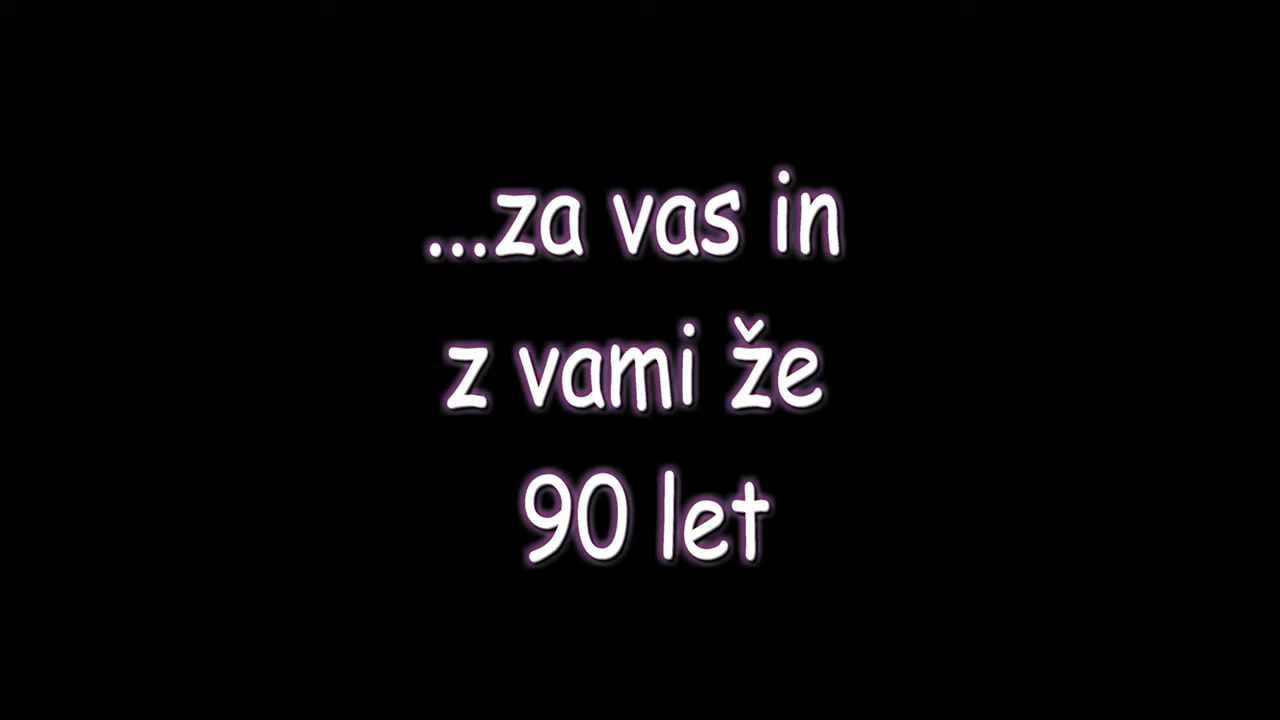 ...za vas in
z vami že
90 let